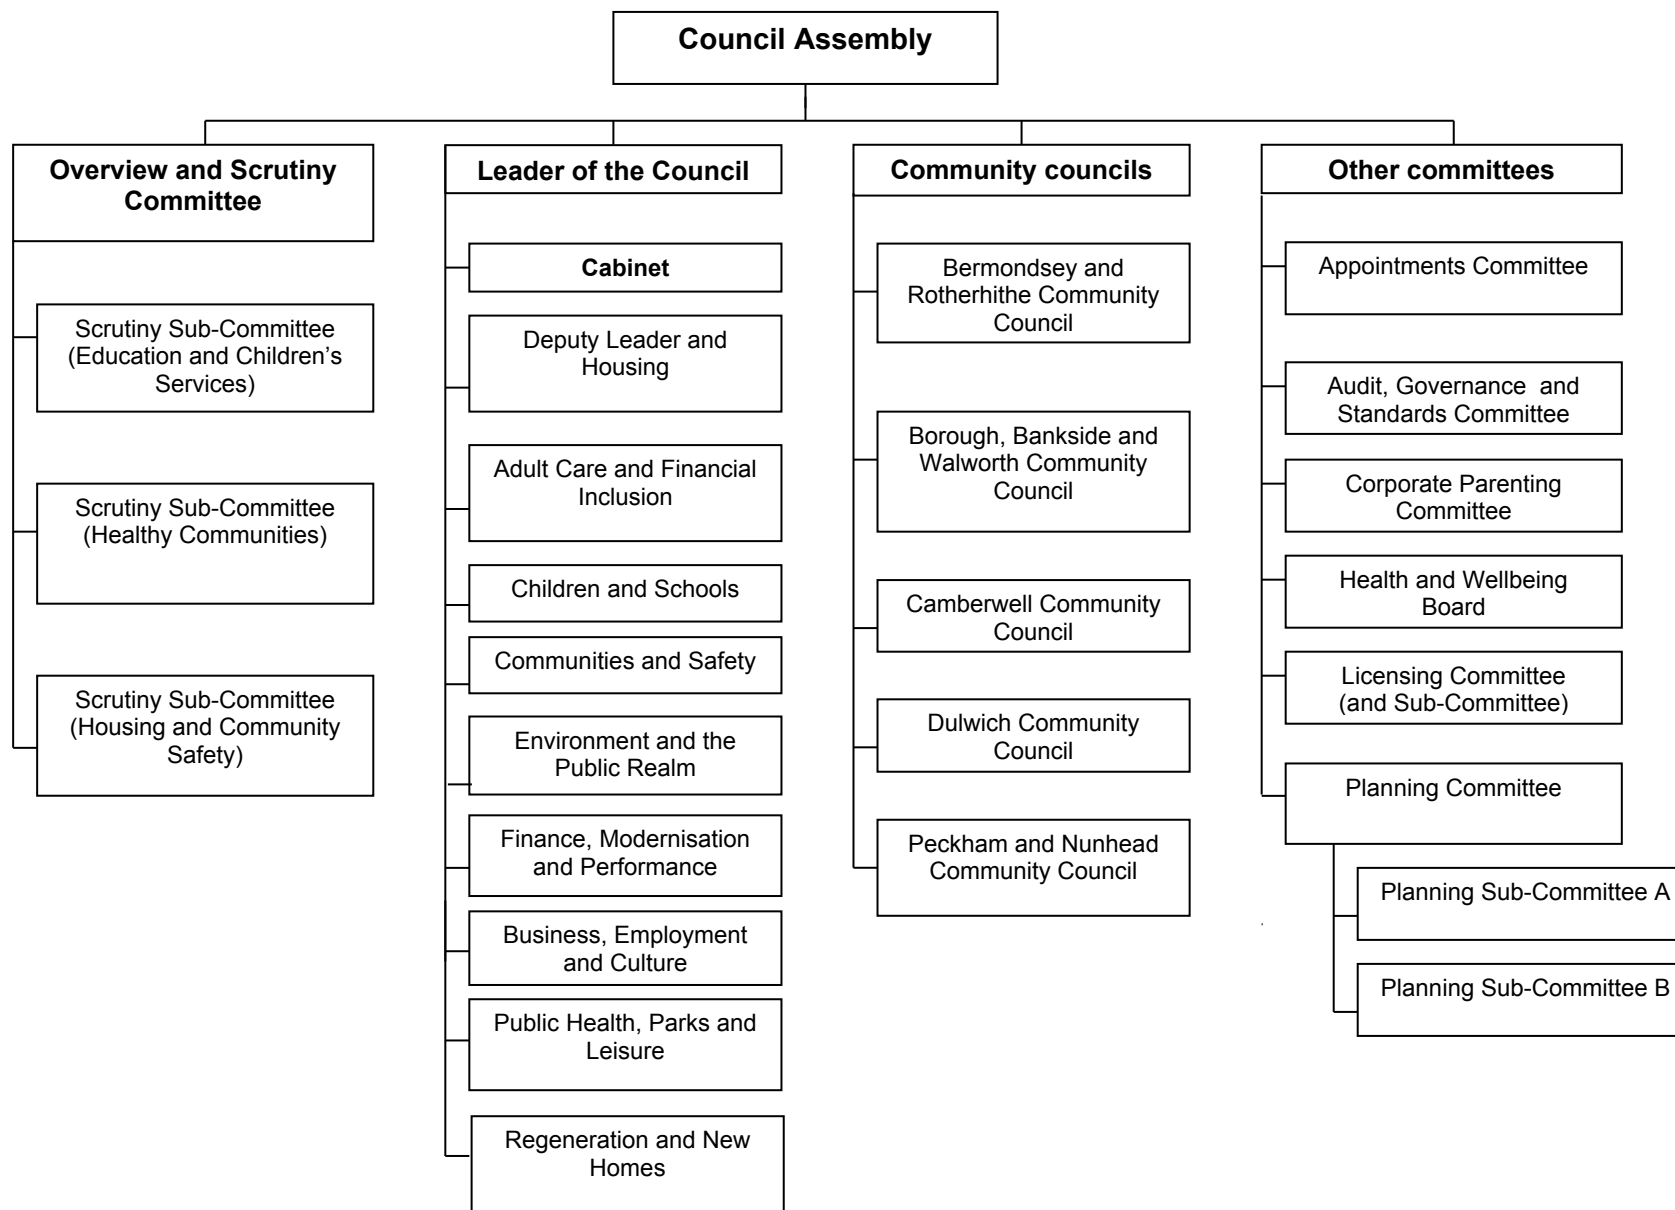 Council Assembly
Overview and Scrutiny
Committee
Scrutiny Sub-Committee
(Education and Children’s
Services)
Scrutiny Sub-Committee
(Healthy Communities)
Scrutiny Sub-Committee
(Housing and Community
Safety)
Leader of the Council
Cabinet
Deputy Leader and
Housing
Adult Care and Financial
Inclusion
Children and Schools
Communities and Safety
Environment and the
Public Realm
Finance, Modernisation
and Performance
Business, Employment
and Culture
Public Health, Parks and
Leisure
Regeneration and New
Homes
Community councils
Bermondsey and
Rotherhithe Community
Council
Borough, Bankside and
Walworth Community
Council
Camberwell Community
Council
Dulwich Community
Council
Peckham and Nunhead
Community Council
Other committees
Appointments Committee
Audit, Governance  and
Standards Committee
Corporate Parenting
Committee
Health and Wellbeing
Board
Licensing Committee
(and Sub-Committee)
Planning Committee
Planning Sub-Committee A
Planning Sub-Committee B